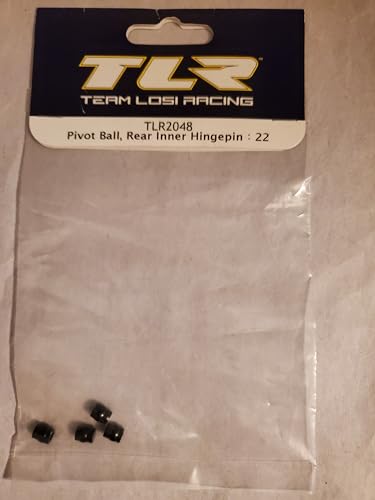 TLR
TEAM LOSI RACING
TLR2048
Pivot Ball, Rear Inner Hingepin : 22